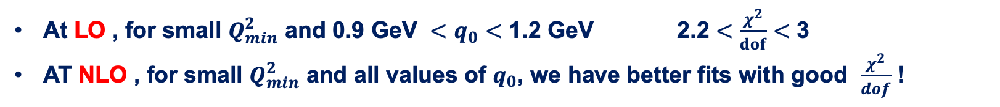 • At LO , for small $Q^2_{min}$ and 0.9 GeV < $q_0$ < 1.2 GeV 2.2 < $\frac{\chi^2}{\text{dof}}$ < 3
• AT NLO , for small $Q^2_{min}$ and all values of $q_0$, we have better fits with good $\frac{\chi^2}{dof}$ !